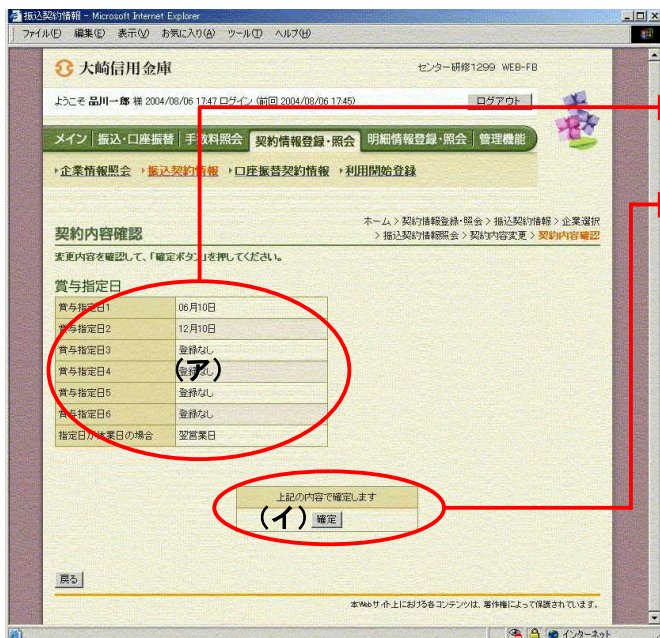 振込契約情報 - Microsoft Internet Explorer
ファイル(F) 編集(E) 表示(V) お気に入り(A) ツール(T) ヘルプ(H)
大崎信用金庫
センター研修1299 WEB-FB
ようこそ 品川一郎 様 2004/08/06 17:47 ログイン (前回 2004/08/06 17:45)
ログアウト
メイン 振込・口座振替 手数料照会 契約情報登録・照会 明細情報登録・照会 管理機能
企業情報照会 振込契約情報 口座振替契約情報 利用開始登録
ホーム > 契約情報登録・照会 > 振込契約情報 > 企業選択
> 振込契約情報照会 > 契約内容変更 > 契約内容確認
契約内容確認
変更内容を確認して、「確定ボタン」を押してください。
賞与指定日
賞与指定日1 06月10日
賞与指定日2 12月10日
賞与指定日3 登録なし
賞与指定日4 登録なし
(ア)
賞与指定日5 登録なし
賞与指定日6 登録なし
指定日が休業日の場合 翌営業日
上記の内容で確定します
(イ) 確定
戻る
本Webサイト上における各コンテンツは、著作権によって保護されています。
インターネット